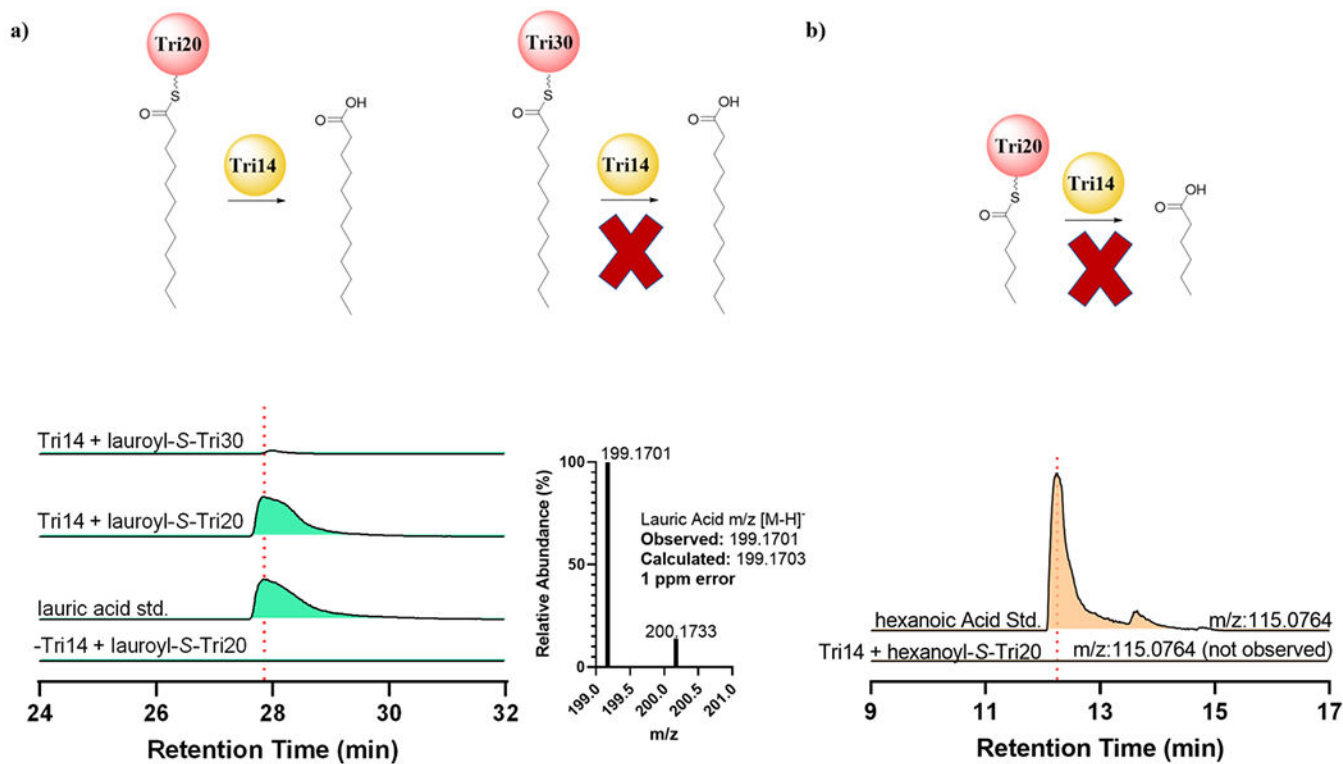 a)
Tri20
S
O
OH
O
Tri14
Tri30
S
O
OH
O
Tri14
b)
Tri20
S
O
OH
O
Tri14
Tri14 + lauroyl-S-Tri30
Tri14 + lauroyl-S-Tri20
lauric acid std.
-Tri14 + lauroyl-S-Tri20
24 26 28 30 32
Retention Time (min)
Relative Abundance (%)
100
50
0
199.1701
Lauric Acid m/z [M-H]-
Observed: 199.1701
Calculated: 199.1703
1 ppm error
200.1733
199.0 199.5 200.0 200.5 201.0
m/z
hexanoic Acid Std. m/z:115.0764
Tri14 + hexanoyl-S-Tri20 m/z:115.0764 (not observed)
9 11 13 15 17
Retention Time (min)